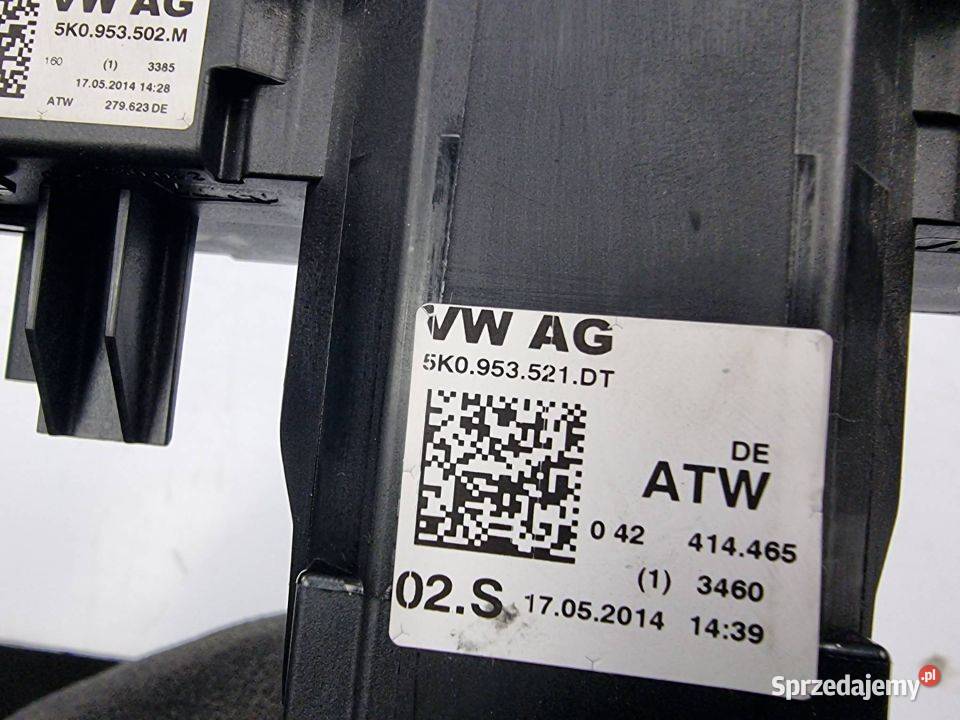 VW AG
5K0.953.502.M
160 (1) 3385
17.05.2014 14:28
ATW 279.623 DE
VW AG
5K0.953.521.DT
DE
ATW
0 42 414.465
(1) 3460
02.S 17.05.2014 14:39
Sprzedajemy.pl